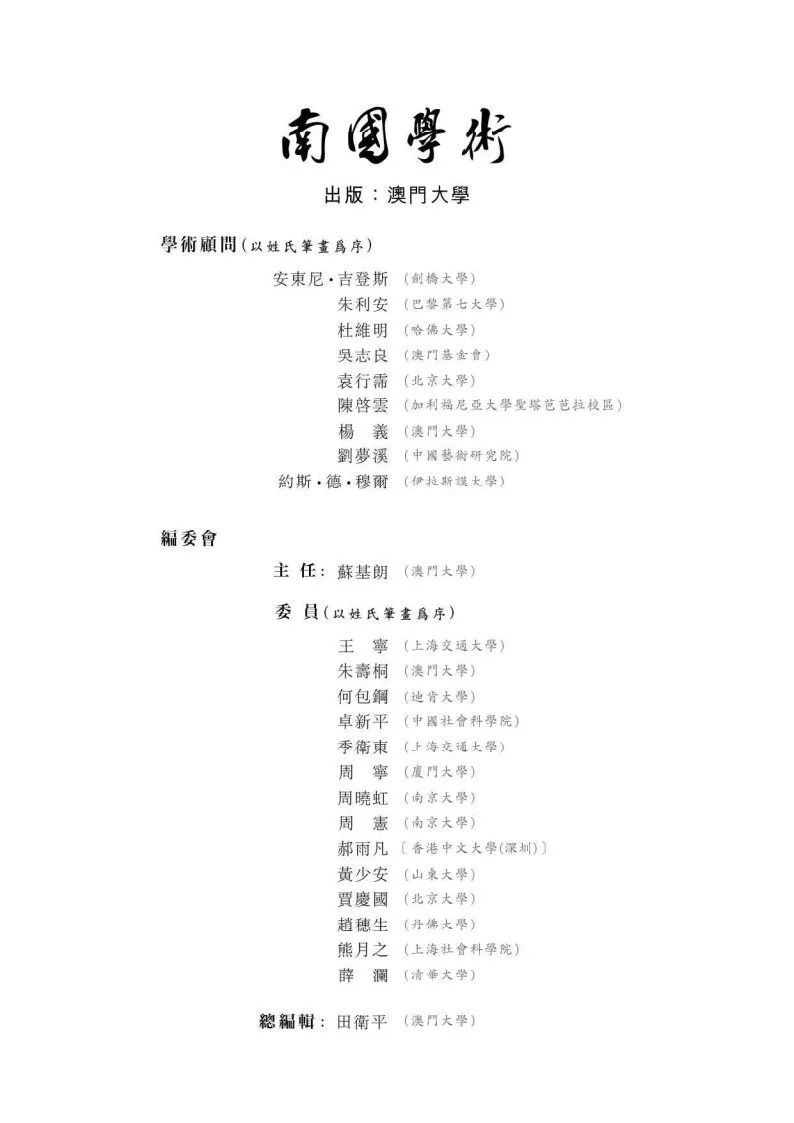 南國學術
出版：澳門大學
學術顧問(以姓氏筆畫爲序)
安東尼·吉登斯 (劍橋大學)
朱利安 (巴黎第七大學)
杜維明 (哈佛大學)
吳志良 (澳門基金會)
袁行霈 (北京大學)
陳啓雲 (加利福尼亞大學聖塔芭芭拉校區)
楊 義 (澳門大學)
劉夢溪 (中國藝術研究院)
約斯·德·穆爾 (伊拉斯謨大學)
編委會
主 任: 蘇基朗 (澳門大學)
委 員(以姓氏筆畫爲序)
王 寧 (上海交通大學)
朱壽桐 (澳門大學)
何包鋼 (迪肯大學)
卓新平 (中國社會科學院)
季衛東 (上海交通大學)
周 寧 (廈門大學)
周曉虹 (南京大學)
周 憲 (南京大學)
郝雨凡 [香港中文大學(深圳)]
黃少安 (山東大學)
賈慶國 (北京大學)
趙穗生 (丹佛大學)
熊月之 (上海社會科學院)
薛 瀾 (清華大學)
總編輯: 田衛平 (澳門大學)